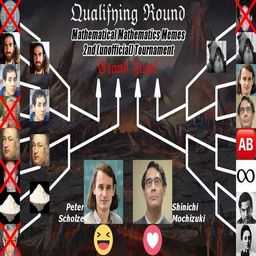 Qualifying Round
Mathematical Mathematics Memes
2nd (unofficial) Tournament
Grand Final
AB
Peter
Scholze
Shinichi
Mochizuki